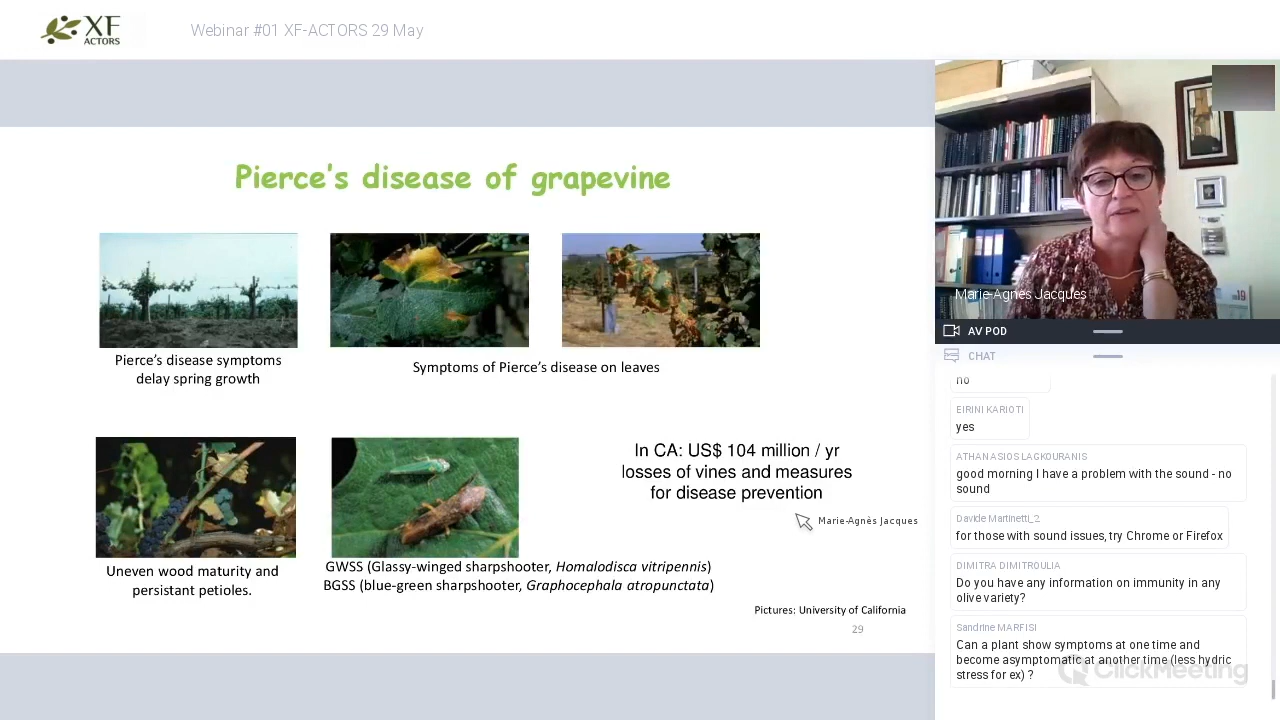 XF
ACTORS
Webinar #01 XF-ACTORS 29 May
Pierce's disease of grapevine
Pierce's disease symptoms
delay spring growth
Symptoms of Pierce's disease on leaves
Uneven wood maturity and
persistant petioles.
GWSS (Glassy-winged sharpshooter, Homalodisca vitripennis)
BGSS (blue-green sharpshooter, Graphocephala atropunctata)
In CA: US$ 104 million / yr
losses of vines and measures
for disease prevention
Marie-Agnès Jacques
Pictures: University of California
29
Marie-Agnès Jacques
19
AV POD
CHAT
no
EIRINI KARIOTI
yes
ATHANASIOS LAGKOURANIS
good morning I have a problem with the sound - no
sound
Davide Martinetti_2
for those with sound issues, try Chrome or Firefox
DIMITRA DIMITROULIA
Do you have any information on immunity in any
olive variety?
Sandrine MARFISI
Can a plant show symptoms at one time and
become asymptomatic at another time (less hydric
stress for ex) ?
ClickMeeting